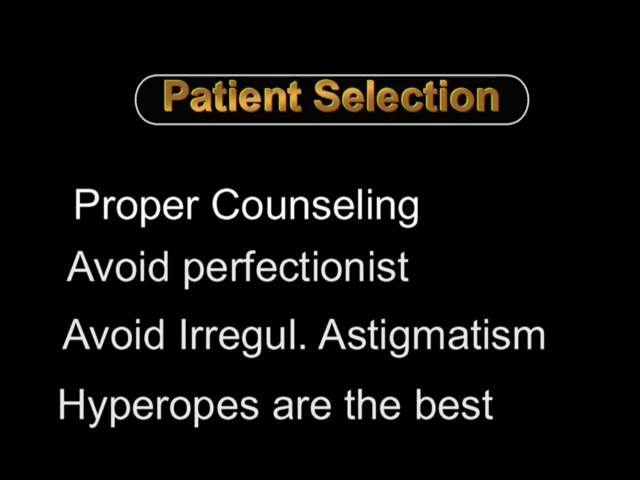 Patient Selection
Proper Counseling
Avoid perfectionist
Avoid Irregul. Astigmatism
Hyperopes are the best